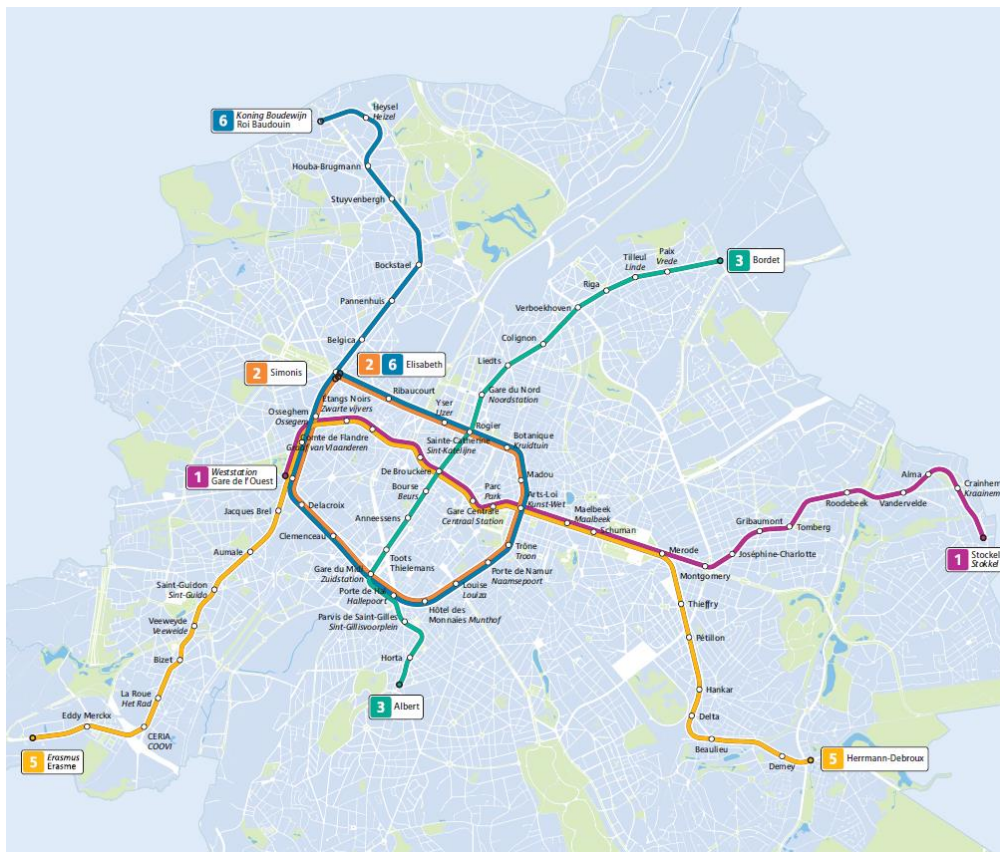 6
Koning Boudewijn
Roi Baudouin
Heysel
Heizel
Houba-Brugmann
Stuyvenbergh
Bockstael
Pannenhuis
Belgica
3
Bordet
Paix
Vrede
Tilleul
Linde
Riga
Verboekhoven
Colignon
Liedts
Gare du Nord
Noordstation
2
Simonis
2
6
Elisabeth
Ribaucourt
Yser
IJzer
Rogier
Étangs Noirs
Zwarte vijvers
Osseghem
Ossegem
Comte de Flandre
Graaf van Vlaanderen
Sainte-Catherine
Sint-Katelijne
Botanique
Kruidtuin
Madou
De Brouckère
1
Weststation
Gare de l'Ouest
Bourse
Beurs
Parc
Park
Arts-Loi
Kunst-Wet
Gare Centrale
Centraal Station
Maelbeek
Maalbeek
Schuman
Jacques Brel
Delacroix
Anneessens
Clemenceau
Aumale
Toots
Thielemans
Trône
Troon
Gare du Midi
Zuidstation
Porte de Namur
Naamsepoort
Louise
Louiza
Porte de Hal
Hallepoort
Hôtel des
Monnaies Munthof
Parvis de Saint-Gilles
Sint-Gillisvoorplein
Horta
3
Albert
Merode
Montgomery
Joséphine-Charlotte
Gribaumont
Tomberg
Roodebeek
Vandervelde
Alma
Crainhem
Kraainem
1
Stockel
Stokkel
Thieffry
Pétillon
Hankar
Delta
Beaulieu
Demey
5
Herrmann-Debroux
Saint-Guidon
Sint-Guido
Veeweyde
Veeweide
Bizet
La Roue
Het Rad
CERIA
COOVI
Eddy Merckx
5
Erasmus
Erasme